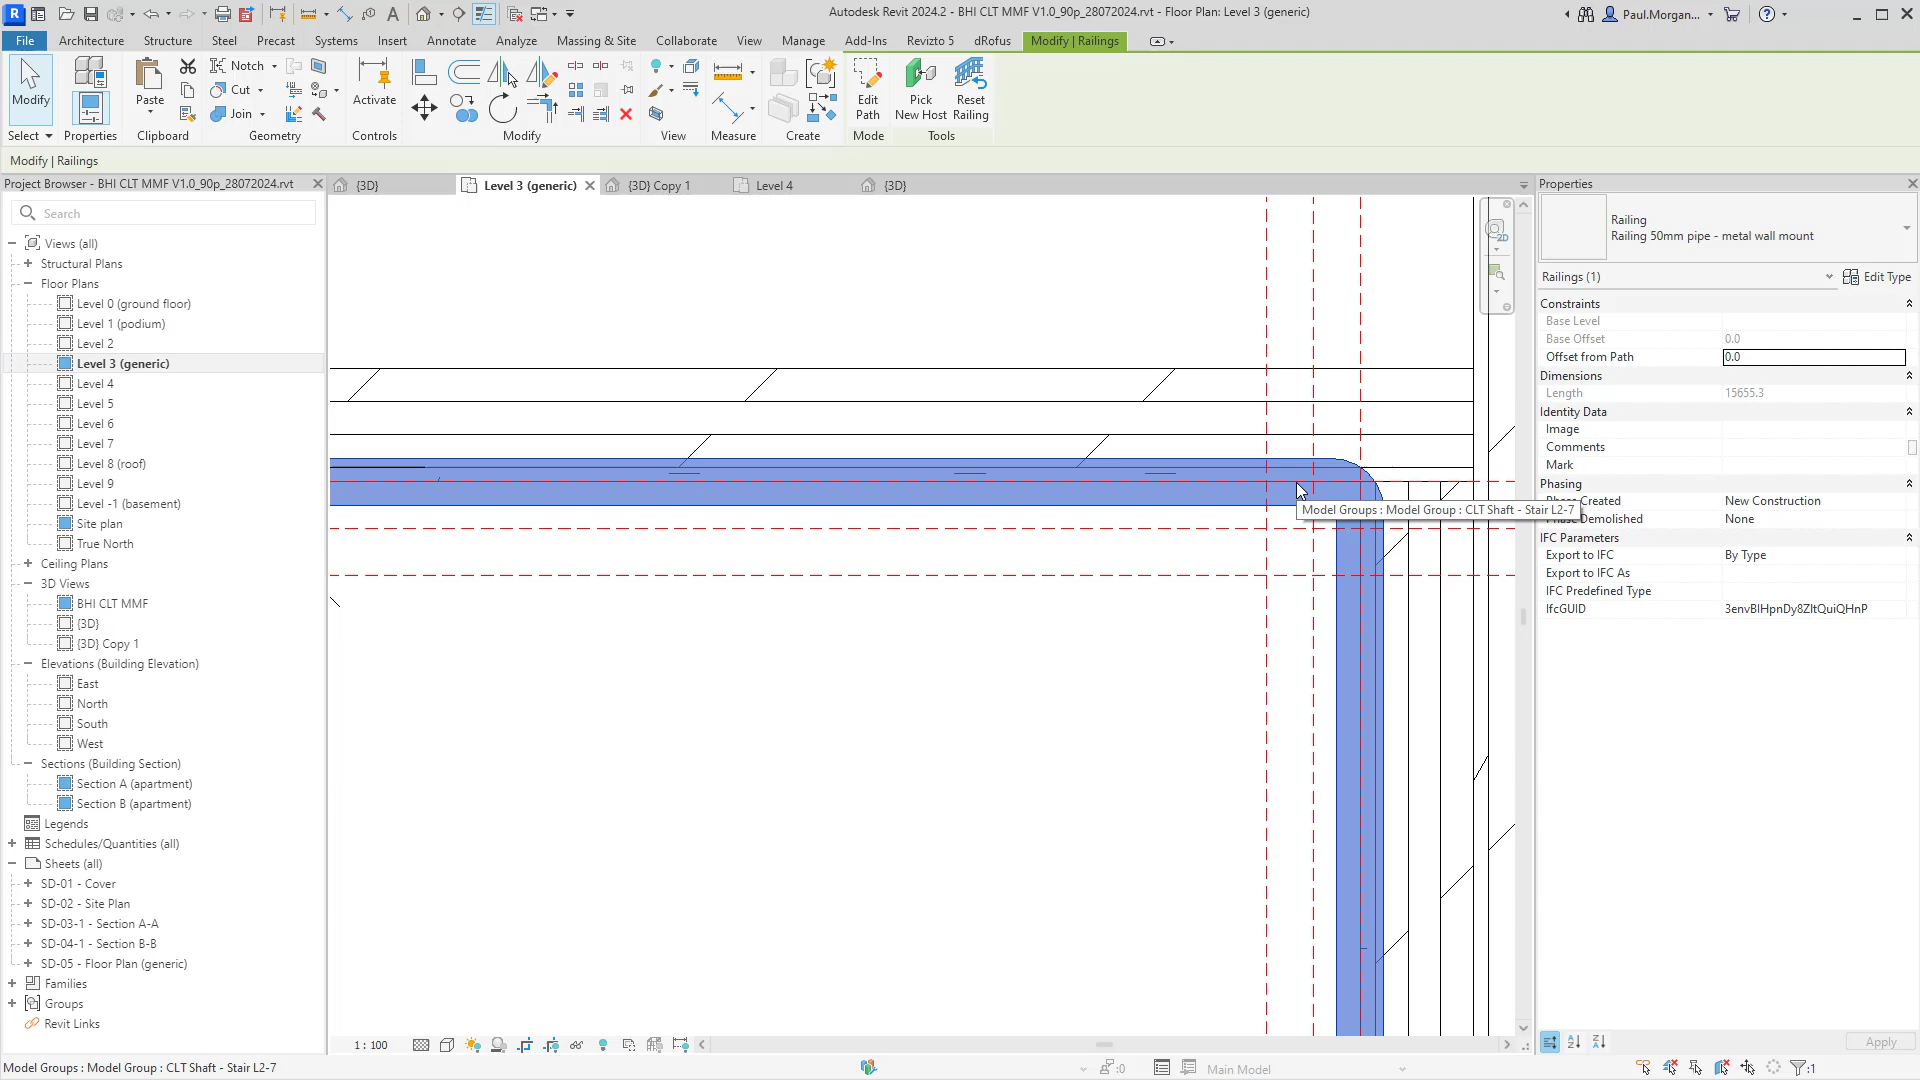 Autodesk Revit 2024.2 - BHI CLT MMF V1.0_90p_28072024.rvt - Floor Plan: Level 3 (generic)
Paul.Morgan...
File
Architecture
Structure
Steel
Precast
Systems
Insert
Annotate
Analyze
Massing & Site
Collaborate
View
Manage
Add-Ins
Revizto 5
dRofus
Modify | Railings
Modify
Paste
Notch
Cut
Join
Activate
Edit Path
Pick New Host
Reset Railing
Select
Properties
Clipboard
Geometry
Controls
Modify
View
Measure
Create
Mode
Tools
Modify | Railings
Project Browser - BHI CLT MMF V1.0_90p_28072024.rvt
{3D}
Level 3 (generic)
{3D} Copy 1
Level 4
{3D}
Properties
Search
Views (all)
Structural Plans
Floor Plans
Level 0 (ground floor)
Level 1 (podium)
Level 2
Level 3 (generic)
Level 4
Level 5
Level 6
Level 7
Level 8 (roof)
Level 9
Level -1 (basement)
Site plan
True North
Ceiling Plans
3D Views
BHI CLT MMF
{3D}
{3D} Copy 1
Elevations (Building Elevation)
East
North
South
West
Sections (Building Section)
Section A (apartment)
Section B (apartment)
Legends
Schedules/Quantities (all)
Sheets (all)
SD-01 - Cover
SD-02 - Site Plan
SD-03-1 - Section A-A
SD-04-1 - Section B-B
SD-05 - Floor Plan (generic)
Families
Groups
Revit Links
2D
Model Groups : Model Group : CLT Shaft - Stair L2-7
Railing
Railing 50mm pipe - metal wall mount
Railings (1)
Edit Type
Constraints
Base Level
Base Offset 0.0
Offset from Path 0.0
Dimensions
Length 15655.3
Identity Data
Image
Comments
Mark
Phasing
Created New Construction
Demolished None
IFC Parameters
Export to IFC By Type
Export to IFC As
IFC Predefined Type
IfcGUID 3envBlHpnDy8ZltQuiQHnP
1 : 100
Apply
Model Groups : Model Group : CLT Shaft - Stair L2-7
:0
Main Model
:1